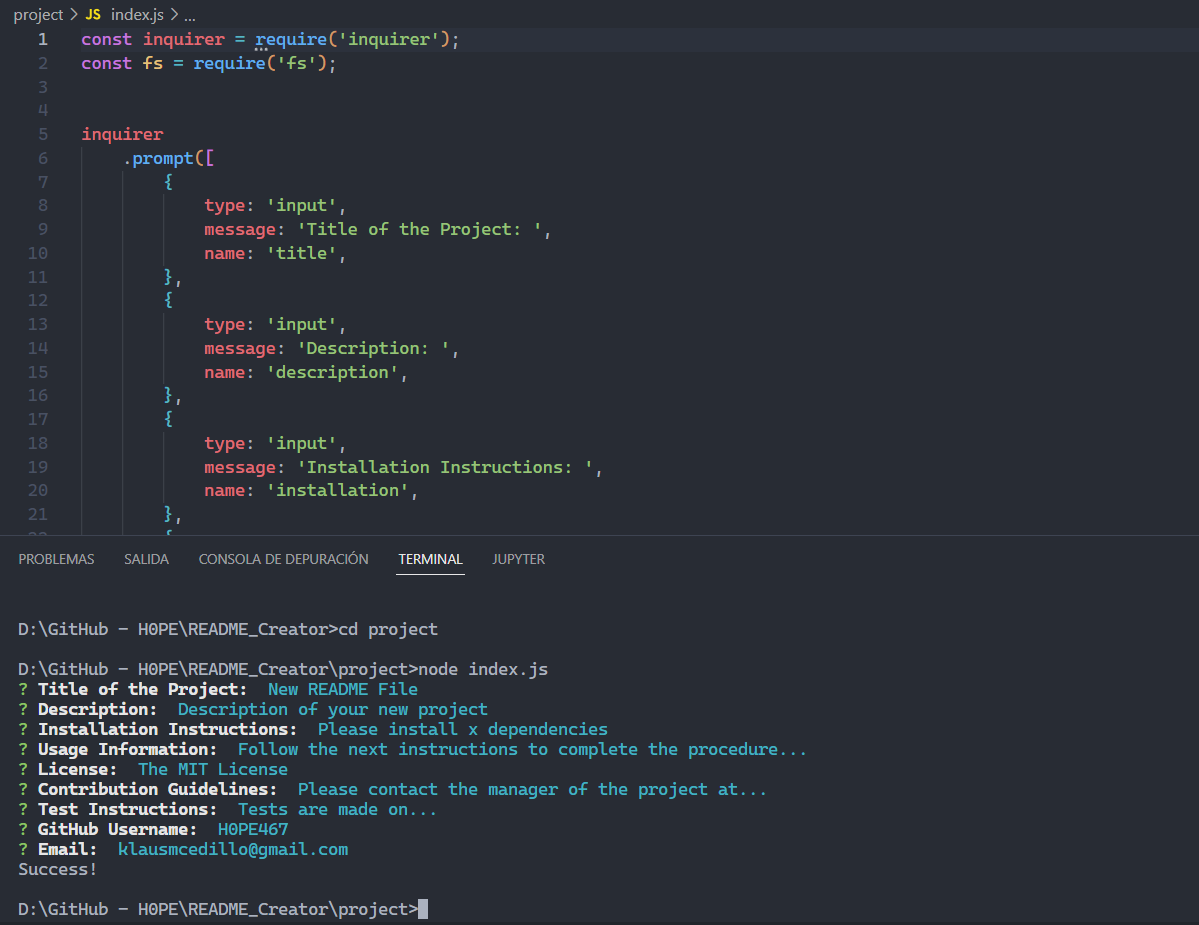 project > JS index.js > ...
1 const inquirer = require('inquirer');
2 const fs = require('fs');
3
4
5 inquirer
6     .prompt([
7         {
8             type: 'input',
9             message: 'Title of the Project: ',
10             name: 'title',
11         },
12         {
13             type: 'input',
14             message: 'Description: ',
15             name: 'description',
16         },
17         {
18             type: 'input',
19             message: 'Installation Instructions: ',
20             name: 'installation',
21         },
22         {
PROBLEMAS SALIDA CONSOLA DE DEPURACIÓN TERMINAL JUPYTER
D:\GitHub - H0PE\README_Creator>cd project
D:\GitHub - H0PE\README_Creator\project>node index.js
? Title of the Project:  New README File
? Description:  Description of your new project
? Installation Instructions:  Please install x dependencies
? Usage Information:  Follow the next instructions to complete the procedure...
? License:  The MIT License
? Contribution Guidelines:  Please contact the manager of the project at...
? Test Instructions:  Tests are made on...
? GitHub Username:  H0PE467
? Email:  klausmcedillo@gmail.com
Success!
D:\GitHub - H0PE\README_Creator\project>